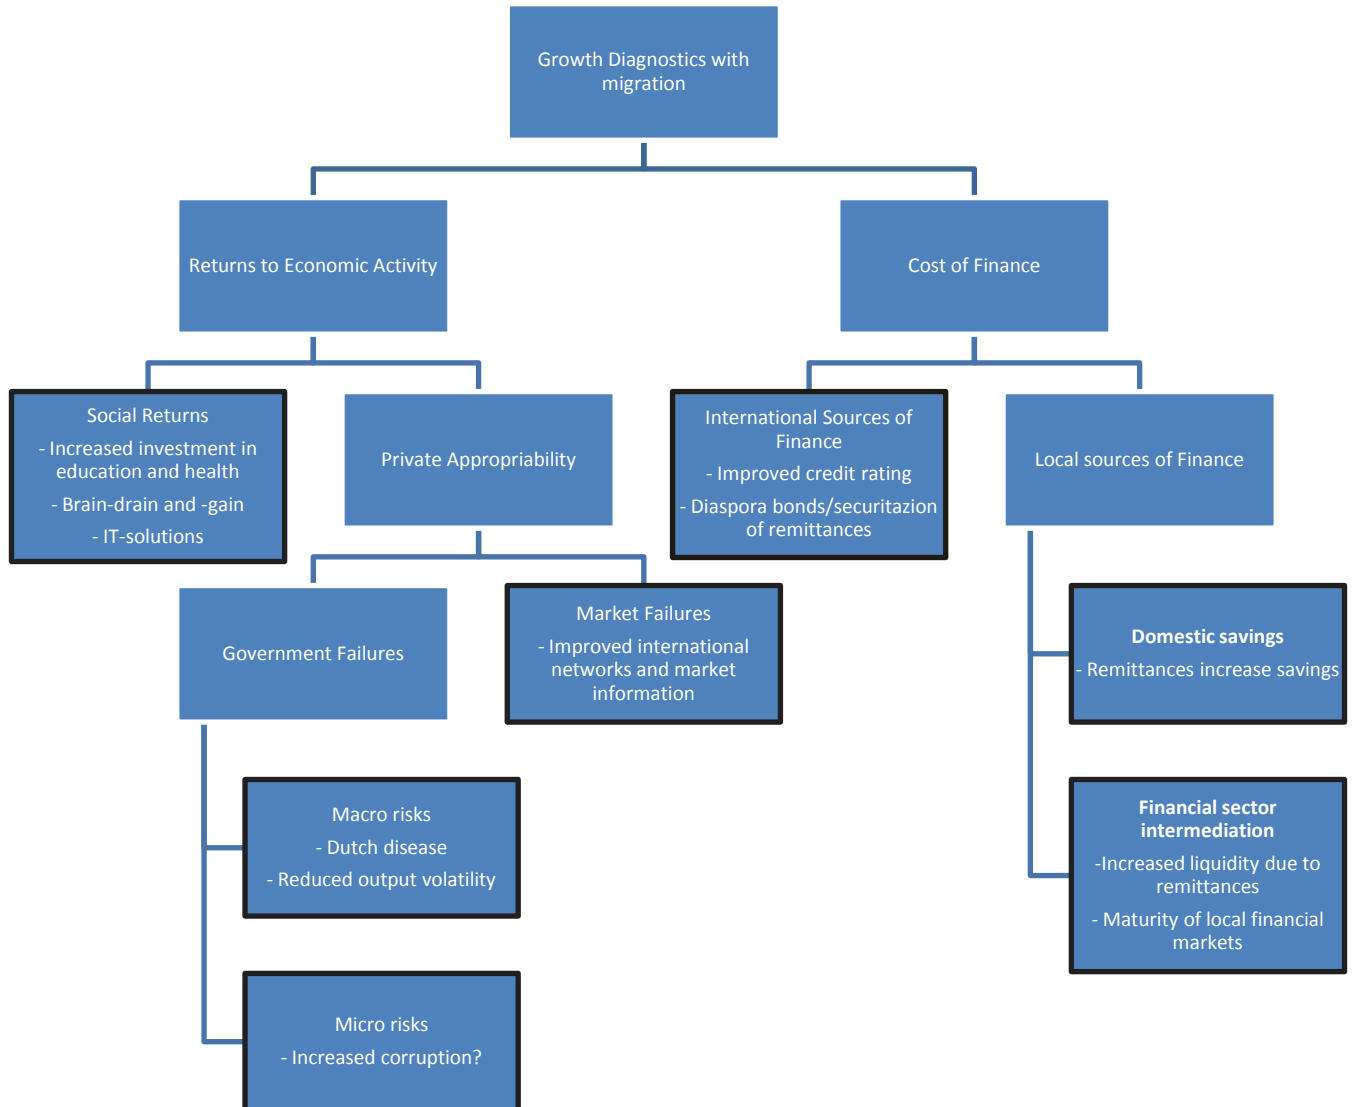 Growth Diagnostics with
migration
Returns to Economic Activity
Cost of Finance
Social Returns
- Increased investment in
education and health
- Brain-drain and -gain
- IT-solutions
Private Appropriability
International Sources of
Finance
- Improved credit rating
- Diaspora bonds/securitazion
of remittances
Local sources of Finance
Government Failures
Market Failures
- Improved international
networks and market
information
Domestic savings
- Remittances increase savings
Macro risks
- Dutch disease
- Reduced output volatility
Financial sector
intermediation
-Increased liquidity due to
remittances
- Maturity of local financial
markets
Micro risks
- Increased corruption?